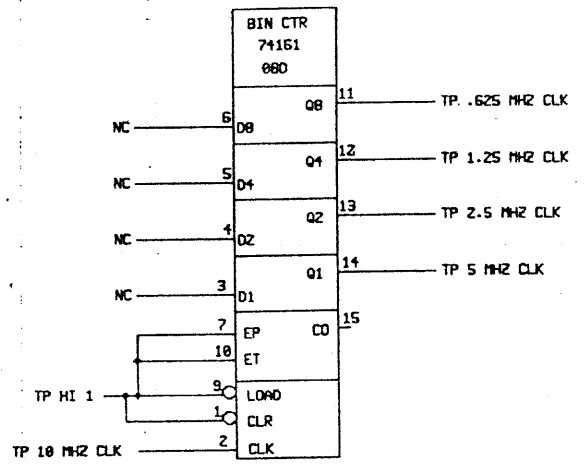 BIN CTR
74161
08D
Q8 11 TP .625 MHZ CLK
NC 6 D8
Q4 12 TP 1.25 MHZ CLK
NC 5 D4
Q2 13 TP 2.5 MHZ CLK
NC 4 D2
Q1 14 TP 5 MHZ CLK
NC 3 D1
7 EP CO 15
10 ET
TP HI 1 9 LOAD
1 CLR
TP 10 MHZ CLK 2 CLK